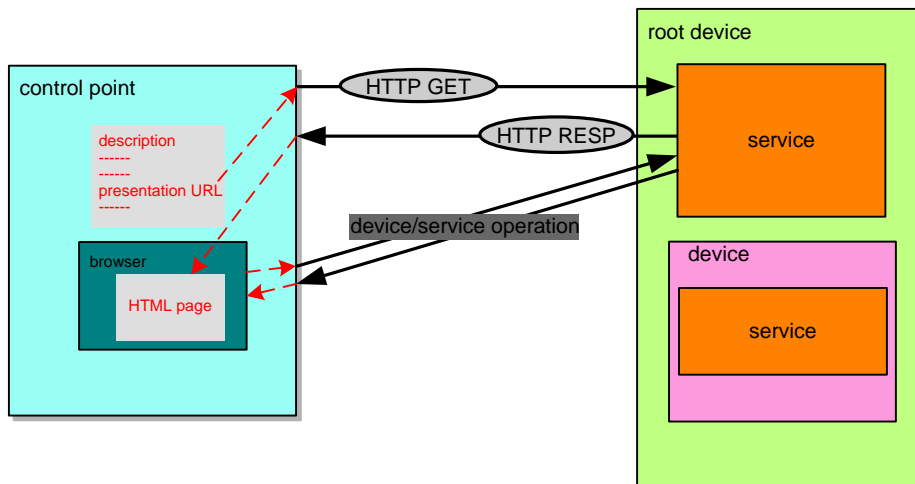 control point
description
------
------
presentation URL
------
browser
HTML page
HTTP GET
HTTP RESP
device/service operation
root device
service
device
service